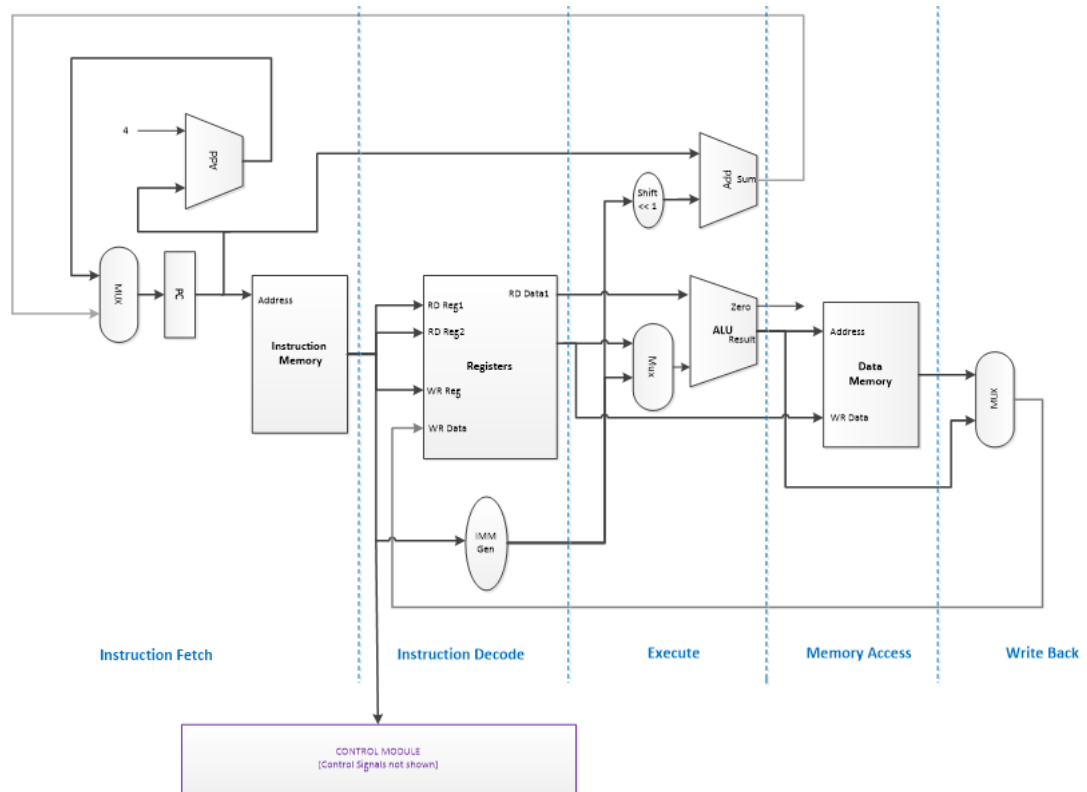 4
PPV
Add
Sum
Shift
<< 1
MUX
PC
Address
Instruction
Memory
RD Reg1
RD Reg2
WR Reg
WR Data
RD Data1
Registers
Mux
Zero
ALU
Result
Address
Data
Memory
WR Data
MUX
IMM
Gen
Instruction Fetch
Instruction Decode
Execute
Memory Access
Write Back
CONTROL MODULE
(Control Signals not shown)